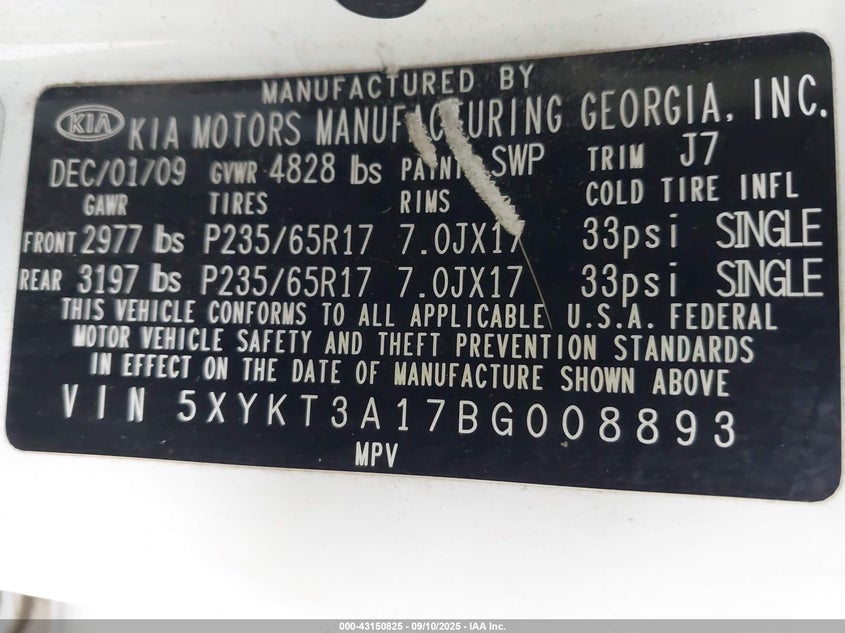 MANUFACTURED BY
KIA KIA MOTORS MANUFACTURING GEORGIA, INC.
DEC/01/09 GVWR 4828 lbs PAINT SWP TRIM J7
GAWR TIRES RIMS COLD TIRE INFL
FRONT 2977 lbs P235/65R17 7.0JX17 33psi SINGLE
REAR 3197 lbs P235/65R17 7.0JX17 33psi SINGLE
THIS VEHICLE CONFORMS TO ALL APPLICABLE U.S.A. FEDERAL
MOTOR VEHICLE SAFETY AND THEFT PREVENTION STANDARDS
IN EFFECT ON THE DATE OF MANUFACTURE SHOWN ABOVE
VIN 5XYKT3A17BG008893
MPV
000-43150825 - 09/10/2025 - IAA Inc.